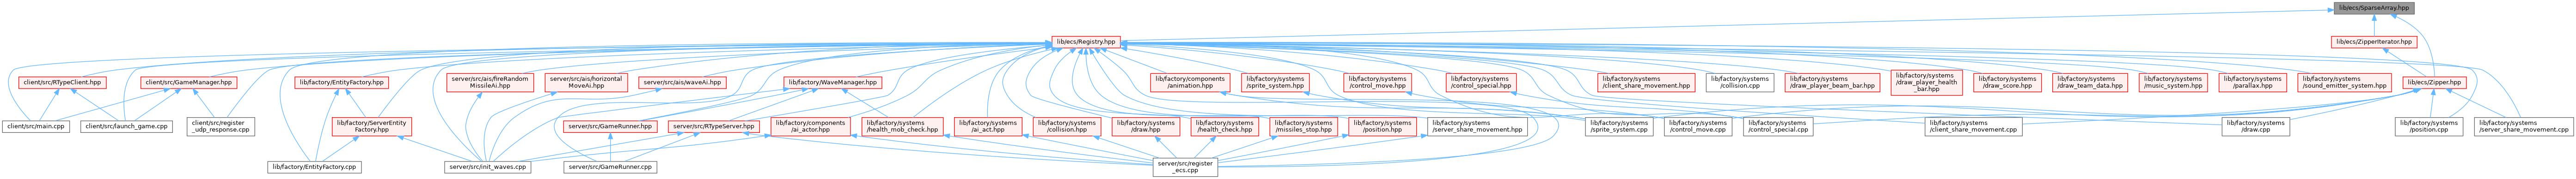 lib/ecs/SparseArray.hpp
lib/ecs/Registry.hpp
lib/ecs/ZipperIterator.hpp
client/src/RTypeClient.hpp
client/src/GameManager.hpp
lib/factory/EntityFactory.hpp
server/src/ais/fireRandom
MissileAi.hpp
server/src/ais/horizontal
MoveAi.hpp
server/src/ais/waveAi.hpp
lib/factory/WaveManager.hpp
lib/factory/components
/animation.hpp
lib/factory/systems
/sprite_system.hpp
lib/factory/systems
/control_move.hpp
lib/factory/systems
/control_special.hpp
lib/factory/systems
/client_share_movement.hpp
lib/factory/systems
/collision.cpp
lib/factory/systems
/draw_player_beam_bar.hpp
lib/factory/systems
/draw_player_health
_bar.hpp
lib/factory/systems
/draw_score.hpp
lib/factory/systems
/draw_team_data.hpp
lib/factory/systems
/music_system.hpp
lib/factory/systems
/parallax.hpp
lib/factory/systems
/sound_emitter_system.hpp
lib/ecs/Zipper.hpp
client/src/main.cpp
client/src/launch_game.cpp
client/src/register
_udp_response.cpp
lib/factory/ServerEntity
Factory.hpp
server/src/GameRunner.hpp
server/src/RTypeServer.hpp
lib/factory/components
/ai_actor.hpp
lib/factory/systems
/health_mob_check.hpp
lib/factory/systems
/ai_act.hpp
lib/factory/systems
/collision.hpp
lib/factory/systems
/draw.hpp
lib/factory/systems
/health_check.hpp
lib/factory/systems
/missiles_stop.hpp
lib/factory/systems
/position.hpp
lib/factory/systems
/server_share_movement.hpp
lib/factory/systems
/sprite_system.cpp
lib/factory/systems
/control_move.cpp
lib/factory/systems
/control_special.cpp
lib/factory/systems
/client_share_movement.cpp
lib/factory/systems
/draw.cpp
lib/factory/systems
/position.cpp
lib/factory/systems
/server_share_movement.cpp
lib/factory/EntityFactory.cpp
server/src/init_waves.cpp
server/src/GameRunner.cpp
server/src/register
_ecs.cpp